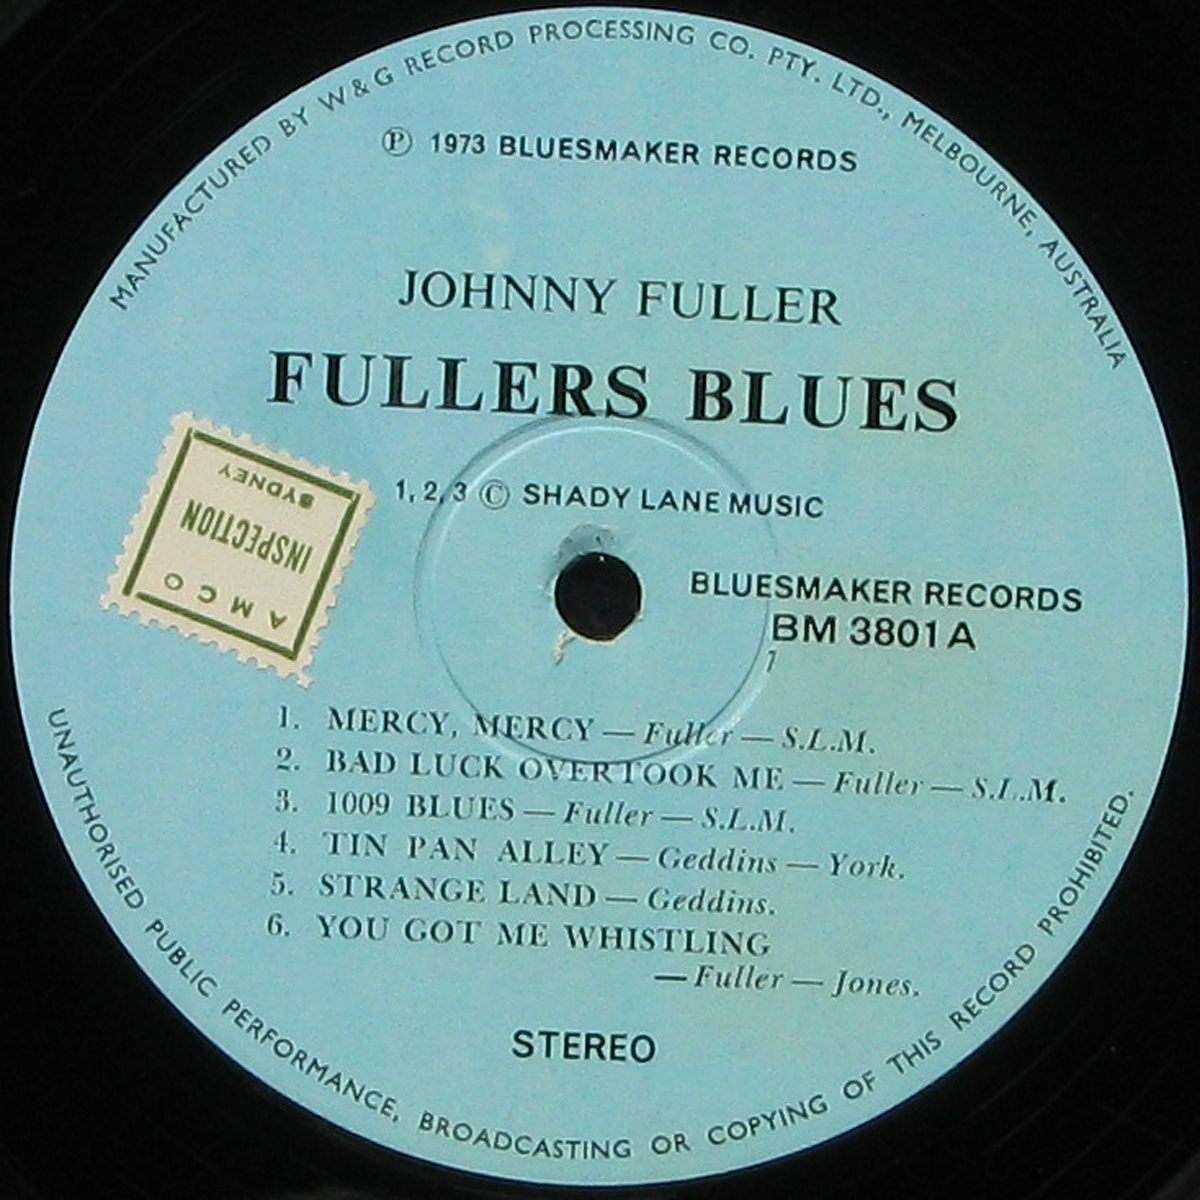 MANUFACTURED BY W & G RECORD PROCESSING CO. PTY. LTD., MELBOURNE, AUSTRALIA
Ⓟ 1973 BLUESMAKER RECORDS
JOHNNY FULLER
FULLERS BLUES
1, 2, 3 © SHADY LANE MUSIC
AMCO
INSPECTION
SYDNEY
BLUESMAKER RECORDS
BM 3801 A
1
1. MERCY, MERCY — Fuller — S.L.M.
2. BAD LUCK OVERTOOK ME — Fuller — S.L.M.
3. 1009 BLUES — Fuller — S.L.M.
4. TIN PAN ALLEY — Geddins — York.
5. STRANGE LAND — Geddins.
6. YOU GOT ME WHISTLING
— Fuller — Jones.
STEREO
UNAUTHORISED PUBLIC PERFORMANCE, BROADCASTING OR COPYING OF THIS RECORD PROHIBITED.